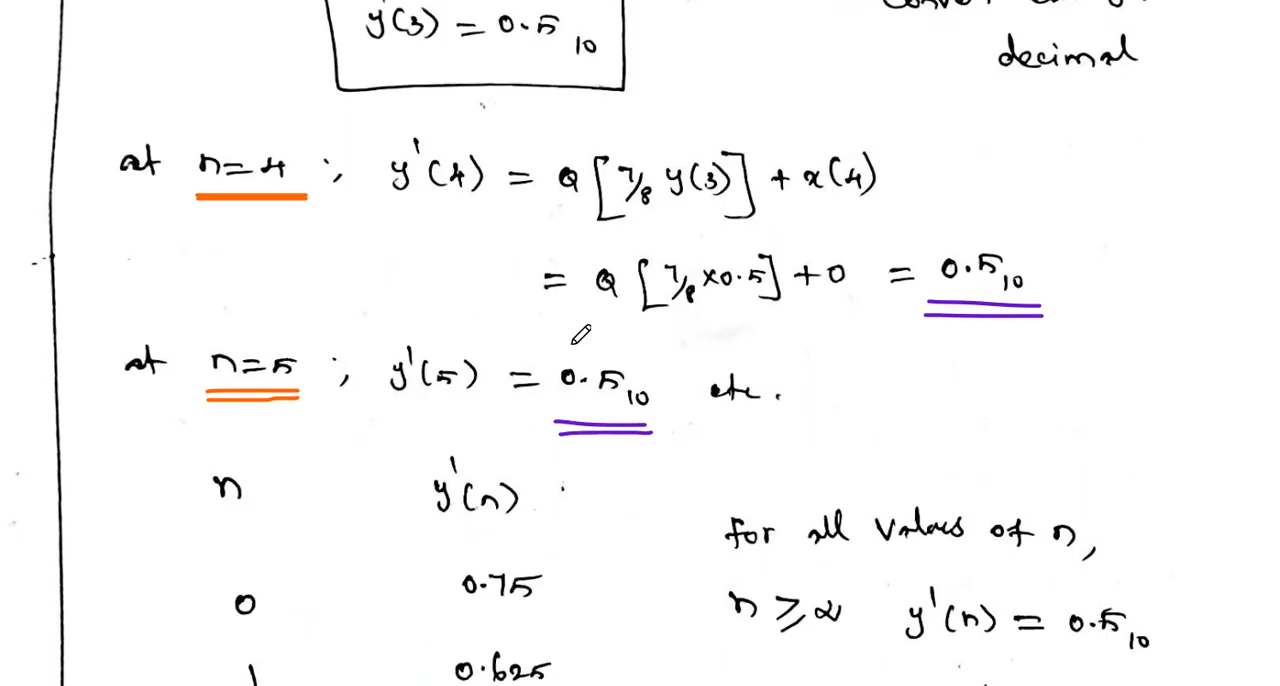 y'(3) = 0.5₁₀
decimal
at n=4 ; y'(4) = Q [7/8 y(3)] + x(4)
= Q [7/8 x 0.5] + 0 = 0.5₁₀
at n=5 ; y'(5) = 0.5₁₀ etc.
n y'(n)
for all values of n,
0 0.75
n ≥ 2 y'(n) = 0.5₁₀
1 0.625